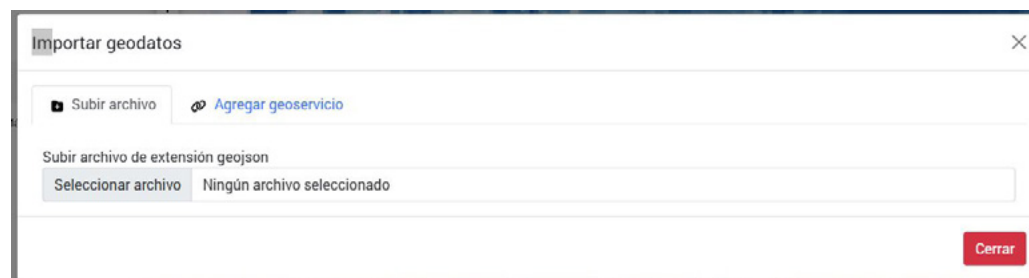 Importar geodatos
Subir archivo
Agregar geoservicio
Subir archivo de extensión geojson
Seleccionar archivo Ningún archivo seleccionado
Cerrar